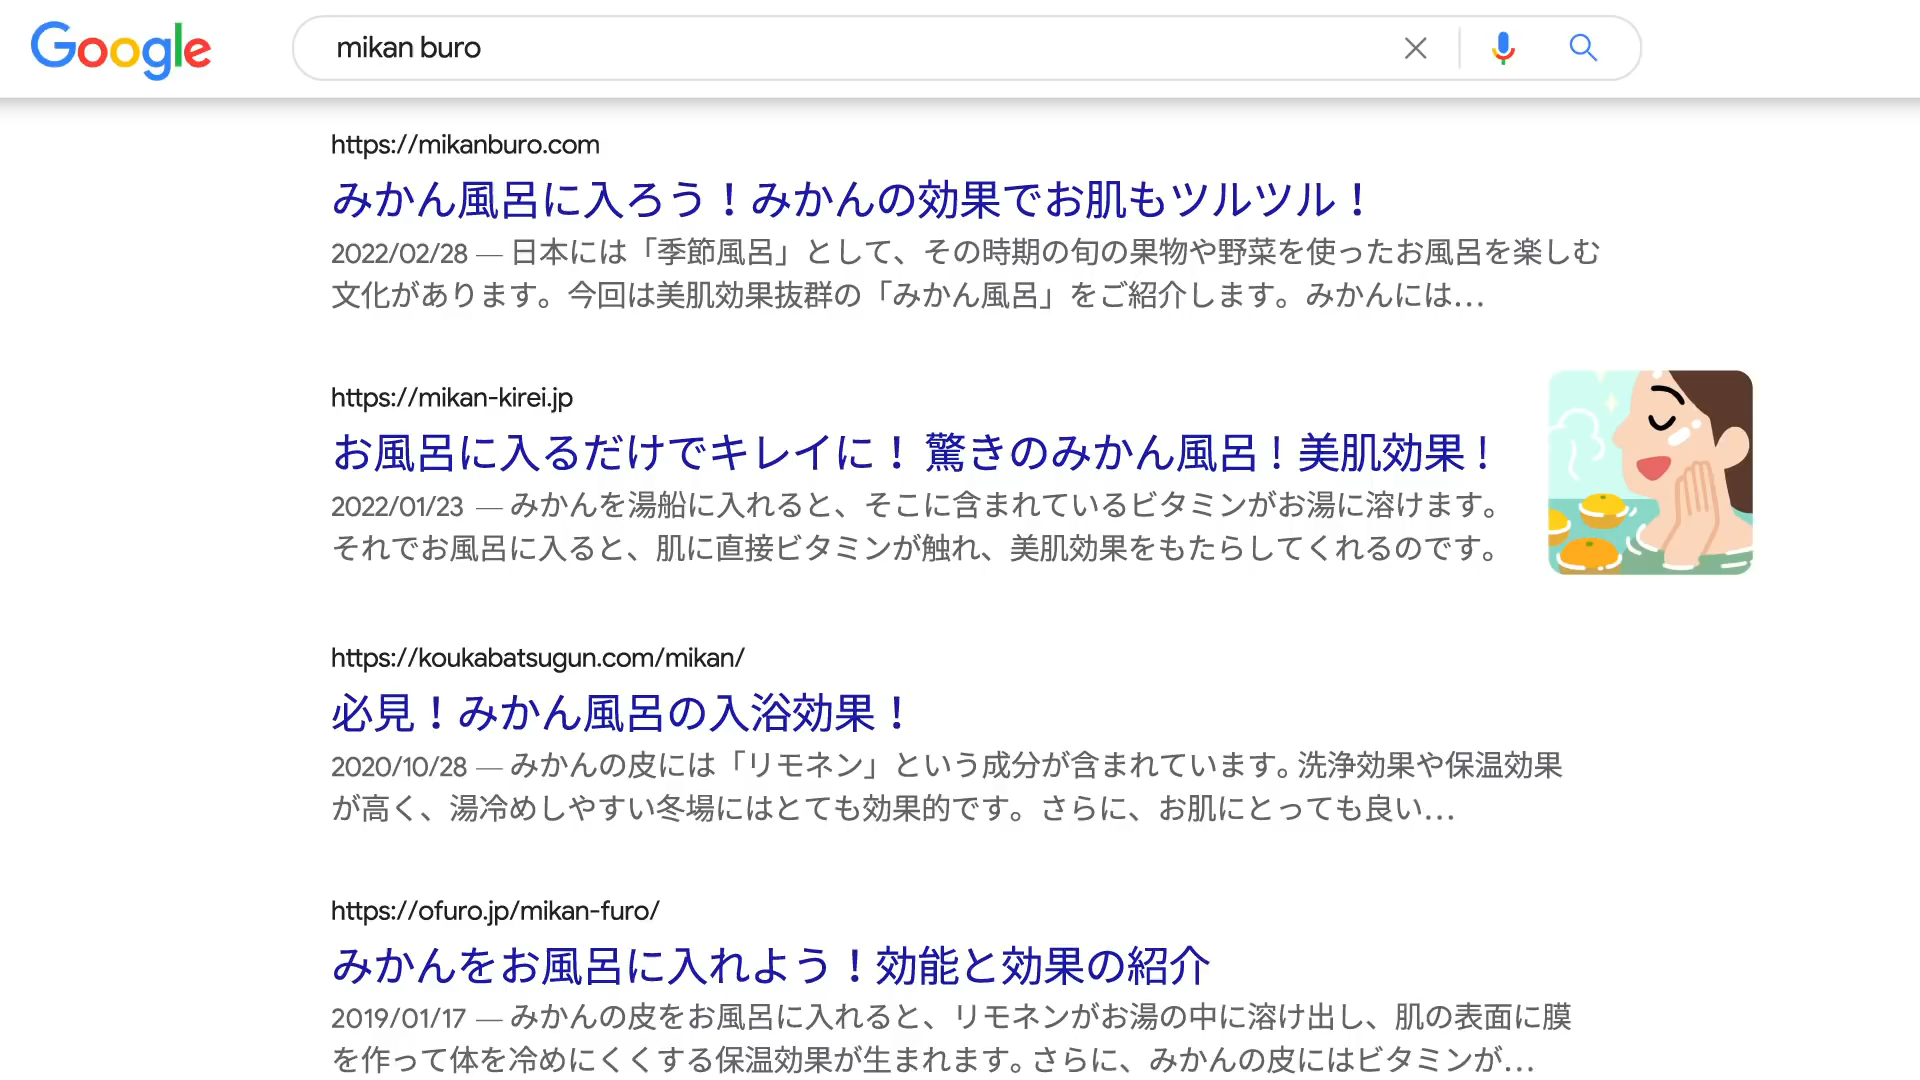 Google
mikan buro
https://mikanburo.com
みかん風呂に入ろう！みかんの効果でお肌もツルツル！
2022/02/28 — 日本には「季節風呂」として、その時期の旬の果物や野菜を使ったお風呂を楽しむ
文化があります。今回は美肌効果抜群の「みかん風呂」をご紹介します。みかんには…
https://mikan-kirei.jp
お風呂に入るだけでキレイに！ 驚きのみかん風呂！美肌効果！
2022/01/23 — みかんを湯船に入れると、そこに含まれているビタミンがお湯に溶けます。
それでお風呂に入ると、肌に直接ビタミンが触れ、美肌効果をもたらしてくれるのです。
https://koukabatsugun.com/mikan/
必見！みかん風呂の入浴効果！
2020/10/28 — みかんの皮には「リモネン」という成分が含まれています。洗浄効果や保温効果
が高く、湯冷めしやすい冬場にはとても効果的です。さらに、お肌にとっても良い…
https://ofuro.jp/mikan-furo/
みかんをお風呂に入れよう！効能と効果の紹介
2019/01/17 — みかんの皮をお風呂に入れると、リモネンがお湯の中に溶け出し、肌の表面に膜
を作って体を冷めにくくする保温効果が生まれます。さらに、みかんの皮にはビタミンが…